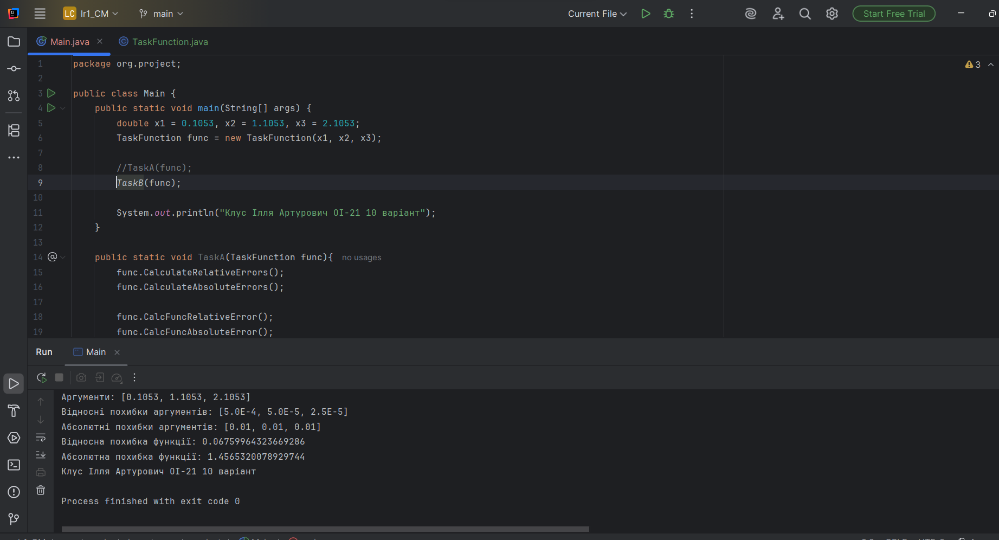 LC lr1_CM main Current File Start Free Trial
Main.java TaskFunction.java
1 package org.project; 3
2
3 public class Main {
4 public static void main(String[] args) {
5 double x1 = 0.1053, x2 = 1.1053, x3 = 2.1053;
6 TaskFunction func = new TaskFunction(x1, x2, x3);
7
8 //TaskA(func);
9 TaskB(func);
10
11 System.out.println("Клус Ілля Артурович ОІ-21 10 варіант");
12 }
13
14 @ public static void TaskA(TaskFunction func){ no usages
15 func.CalculateRelativeErrors();
16 func.CalculateAbsoluteErrors();
17
18 func.CalcFuncRelativeError();
19 func.CalcFuncAbsoluteError();
Run Main
Аргументи: [0.1053, 1.1053, 2.1053]
Відносні похибки аргументів: [5.0E-4, 5.0E-5, 2.5E-5]
Абсолютні похибки аргументів: [0.01, 0.01, 0.01]
Відносна похибка функції: 0.06759964323669286
Абсолютна похибка функції: 1.4565320078929744
Клус Ілля Артурович ОІ-21 10 варіант
Process finished with exit code 0